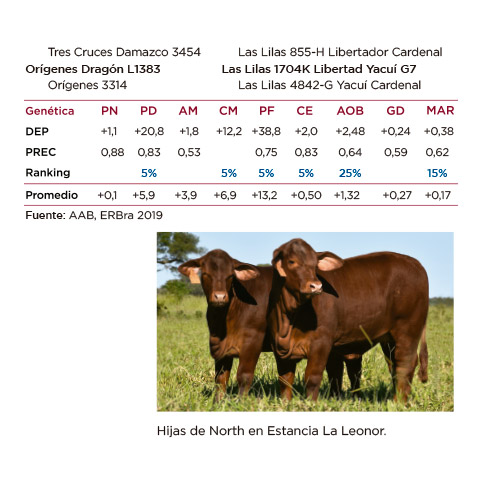 Tres Cruces Damazco 3454 Las Lilas 855-H Libertador Cardenal
Orígenes Dragón L1383 Las Lilas 1704K Libertad Yacuí G7
Orígenes 3314 Las Lilas 4842-G Yacuí Cardenal
Genética PN PD AM CM PF CE AOB GD MAR
DEP +1,1 +20,8 +1,8 +12,2 +38,8 +2,0 +2,48 +0,24 +0,38
PREC 0,88 0,83 0,53 0,75 0,83 0,64 0,59 0,62
Ranking 5% 5% 5% 5% 25% 15%
Promedio +0,1 +5,9 +3,9 +6,9 +13,2 +0,50 +1,32 +0,27 +0,17
Fuente: AAB, ERBra 2019
Hijas de North en Estancia La Leonor.